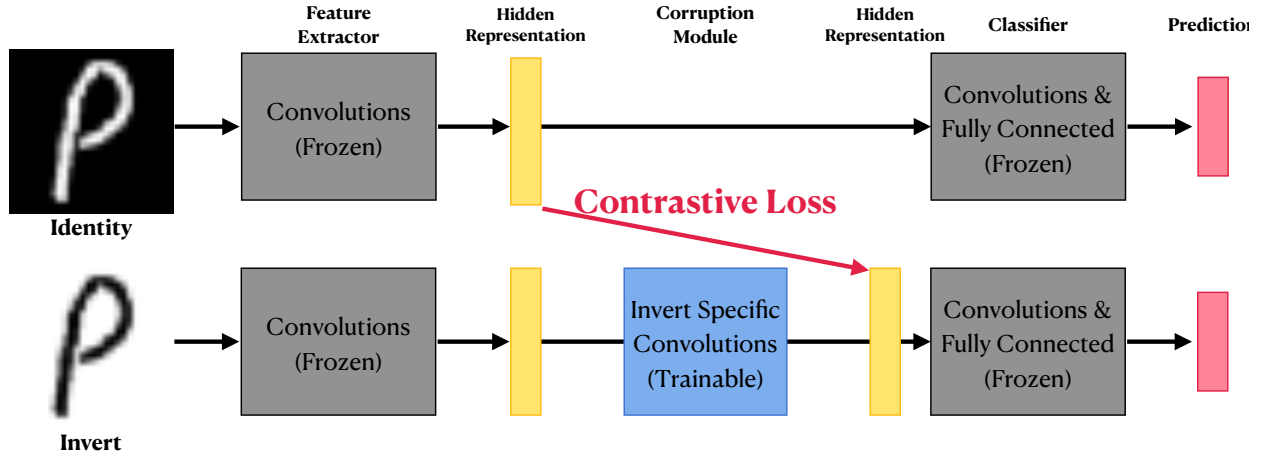 Feature
Extractor
Hidden
Representation
Corruption
Module
Hidden
Representation
Classifier
Prediction
Convolutions
(Frozen)
Convolutions &
Fully Connected
(Frozen)
Identity
Contrastive Loss
Convolutions
(Frozen)
Invert Specific
Convolutions
(Trainable)
Convolutions &
Fully Connected
(Frozen)
Invert